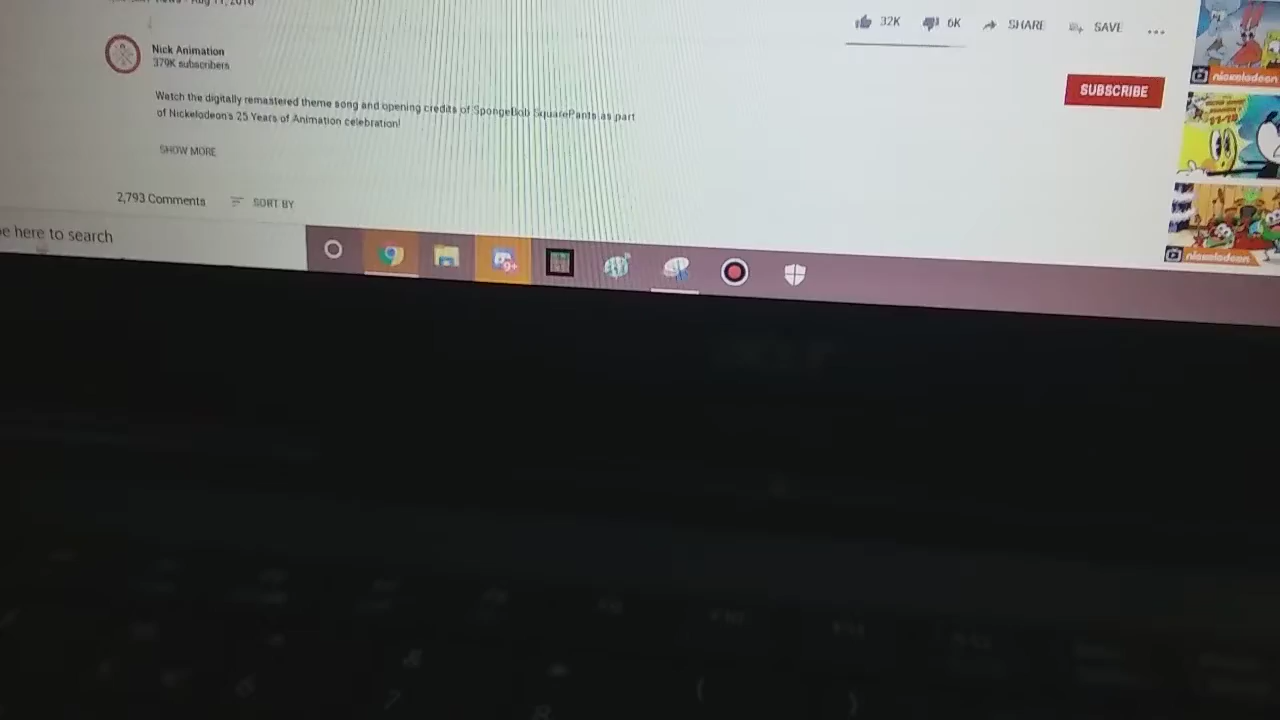 32K
6K
SHARE
SAVE
Nick Animation
379K subscribers
SUBSCRIBE
Watch the digitally remastered theme song and opening credits of SpongeBob SquarePants as part
of Nickelodeon's 25 Years of Animation celebration!
SHOW MORE
2,793 Comments
SORT BY
here to search
9+
nickelodeon
nickelodeon